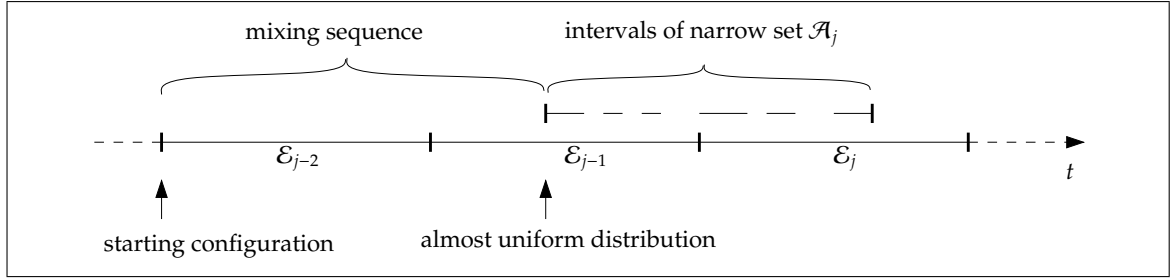 mixing sequence
intervals of narrow set 𝒜j
ℰj−2
ℰj−1
ℰj
t
starting configuration
almost uniform distribution